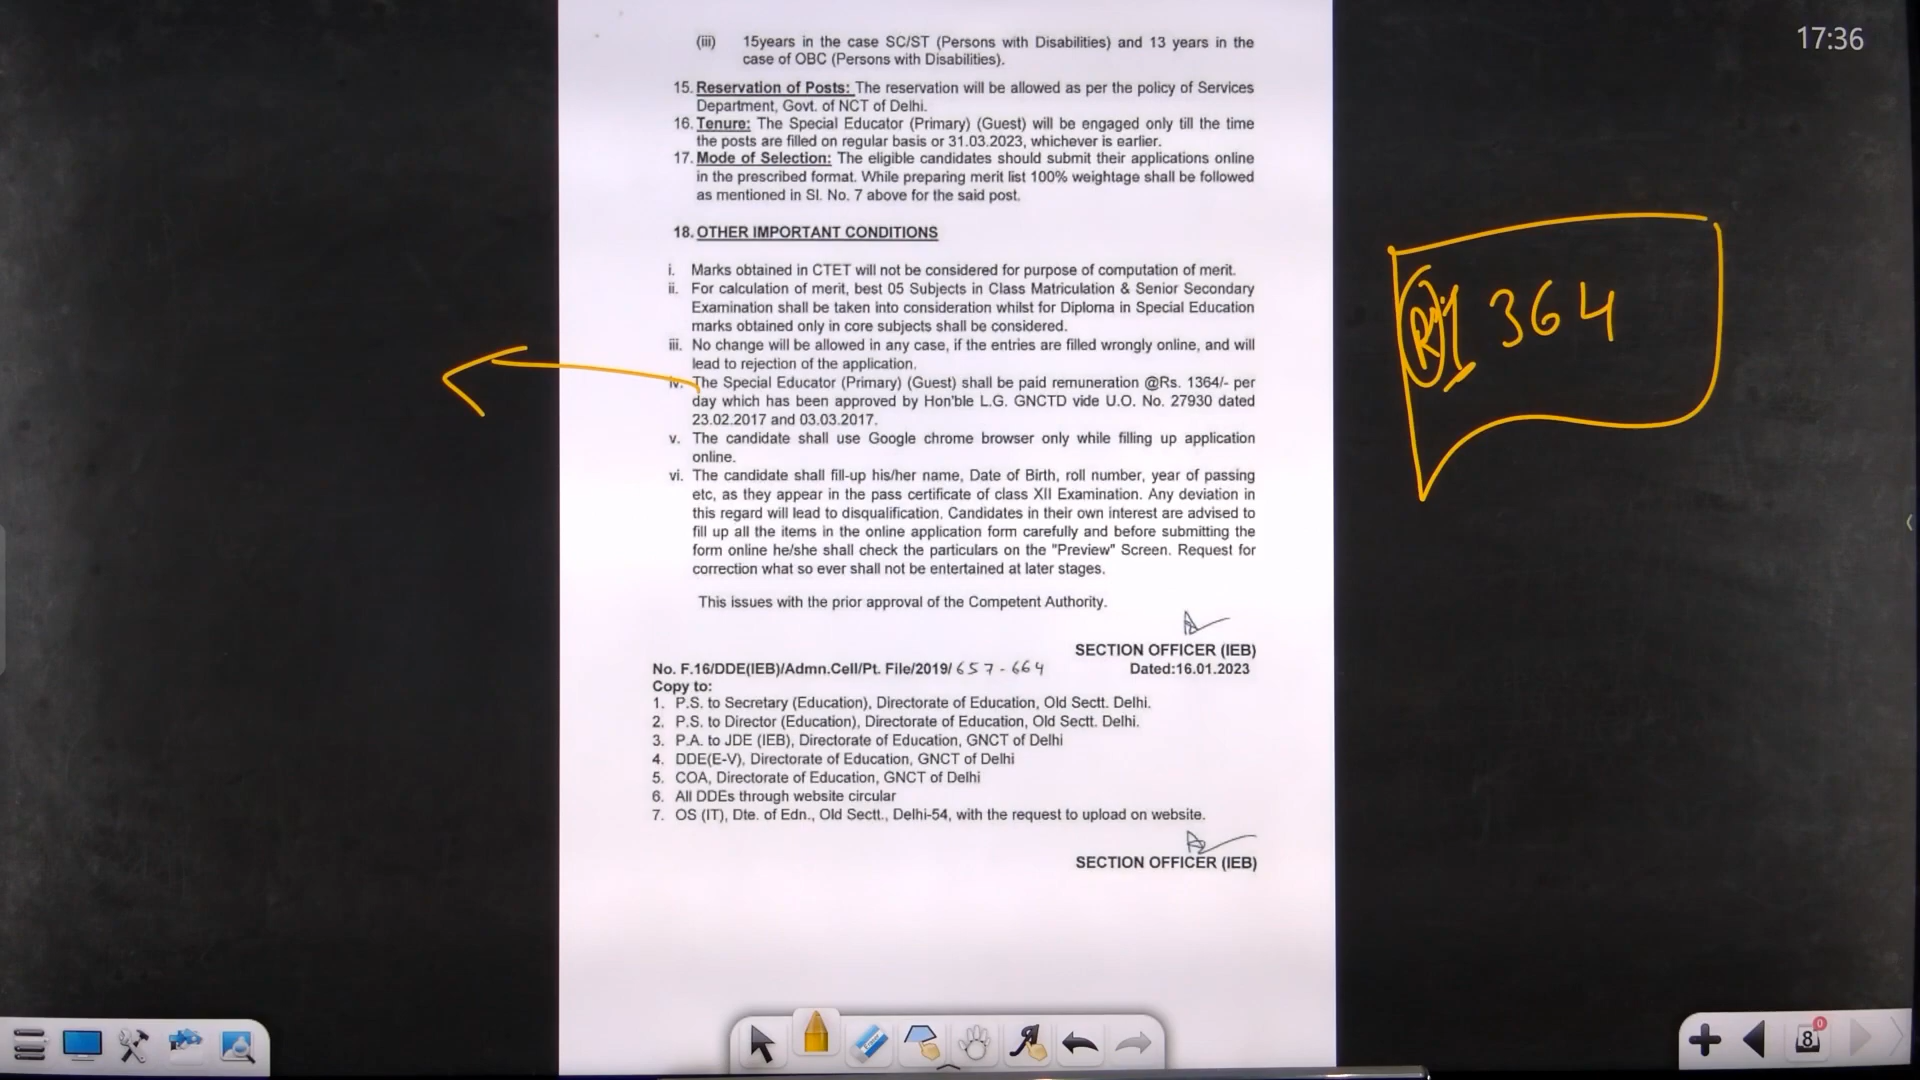 17:36
(iii) 15years in the case SC/ST (Persons with Disabilities) and 13 years in the
case of OBC (Persons with Disabilities).
15. Reservation of Posts: The reservation will be allowed as per the policy of Services
Department, Govt. of NCT of Delhi.
16. Tenure: The Special Educator (Primary) (Guest) will be engaged only till the time
the posts are filled on regular basis or 31.03.2023, whichever is earlier.
17. Mode of Selection: The eligible candidates should submit their applications online
in the prescribed format. While preparing merit list 100% weightage shall be followed
as mentioned in Sl. No. 7 above for the said post.
18. OTHER IMPORTANT CONDITIONS
i. Marks obtained in CTET will not be considered for purpose of computation of merit.
ii. For calculation of merit, best 05 Subjects in Class Matriculation & Senior Secondary
Examination shall be taken into consideration whilst for Diploma in Special Education
marks obtained only in core subjects shall be considered.
iii. No change will be allowed in any case, if the entries are filled wrongly online, and will
lead to rejection of the application.
iv. The Special Educator (Primary) (Guest) shall be paid remuneration @Rs. 1364/- per
day which has been approved by Hon'ble L.G. GNCTD vide U.O. No. 27930 dated
23.02.2017 and 03.03.2017.
v. The candidate shall use Google chrome browser only while filling up application
online.
vi. The candidate shall fill-up his/her name, Date of Birth, roll number, year of passing
etc, as they appear in the pass certificate of class XII Examination. Any deviation in
this regard will lead to disqualification. Candidates in their own interest are advised to
fill up all the items in the online application form carefully and before submitting the
form online he/she shall check the particulars on the "Preview" Screen. Request for
correction what so ever shall not be entertained at later stages.
This issues with the prior approval of the Competent Authority.
SECTION OFFICER (IEB)
No. F.16/DDE(IEB)/Admn.Cell/Pt. File/2019/ 657-664 Dated:16.01.2023
Copy to:
1. P.S. to Secretary (Education), Directorate of Education, Old Sectt. Delhi.
2. P.S. to Director (Education), Directorate of Education, Old Sectt. Delhi.
3. P.A. to JDE (IEB), Directorate of Education, GNCT of Delhi
4. DDE(E-V), Directorate of Education, GNCT of Delhi
5. COA, Directorate of Education, GNCT of Delhi
6. All DDEs through website circular
7. OS (IT), Dte. of Edn., Old Sectt., Delhi-54, with the request to upload on website.
SECTION OFFICER (IEB)
1364
Eraser
8
0